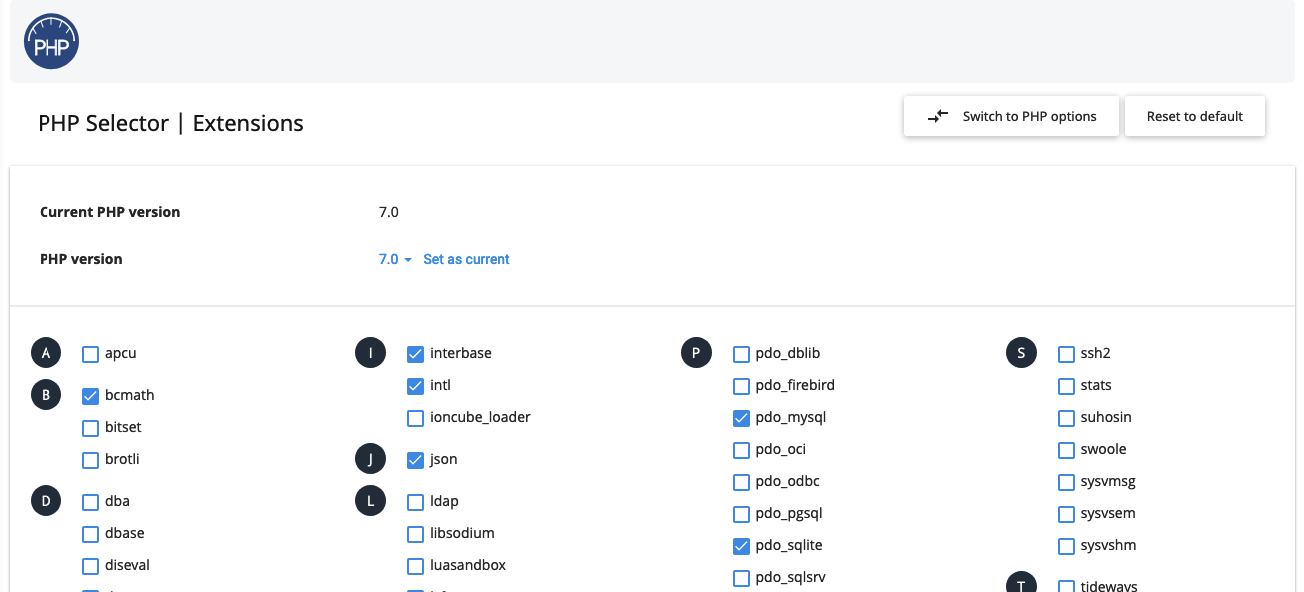 PHP
PHP Selector | Extensions
Switch to PHP options
Reset to default
Current PHP version
7.0
PHP version
7.0
Set as current
A
apcu
B
bcmath
bitset
brotli
D
dba
dbase
diseval
I
interbase
intl
ioncube_loader
J
json
L
ldap
libsodium
luasandbox
P
pdo_dblib
pdo_firebird
pdo_mysql
pdo_oci
pdo_odbc
pdo_pgsql
pdo_sqlite
pdo_sqlsrv
S
ssh2
stats
suhosin
swoole
sysvmsg
sysvsem
sysvshm
T
tideways